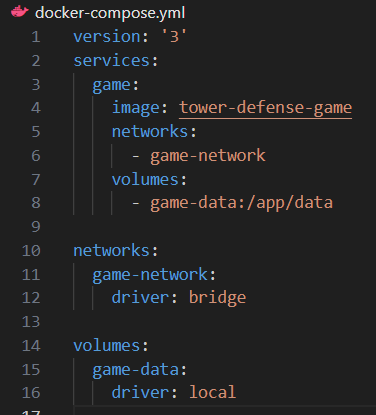 docker-compose.yml
1 version: '3'
2 services:
3   game:
4     image: tower-defense-game
5     networks:
6       - game-network
7     volumes:
8       - game-data:/app/data
9
10 networks:
11   game-network:
12     driver: bridge
13
14 volumes:
15   game-data:
16     driver: local
17